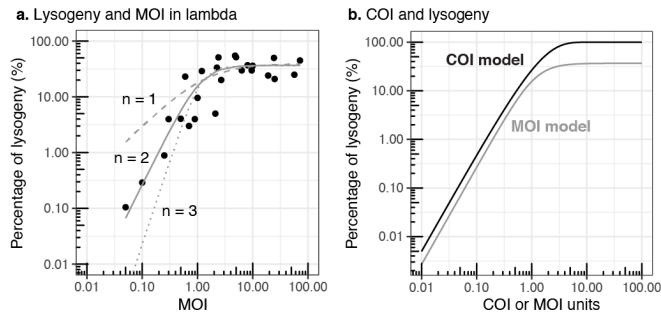 a. Lysogeny and MOI in lambda
Percentage of lysogeny (%)
100.00
10.00
1.00
0.10
0.01
n = 1
n = 2
n = 3
0.01 0.10 1.00 10.00 100.00
MOI
b. COI and lysogeny
Percentage of lysogeny (%)
100.00
10.00
1.00
0.10
0.01
COI model
MOI model
0.01 0.10 1.00 10.00 100.00
COI or MOI units